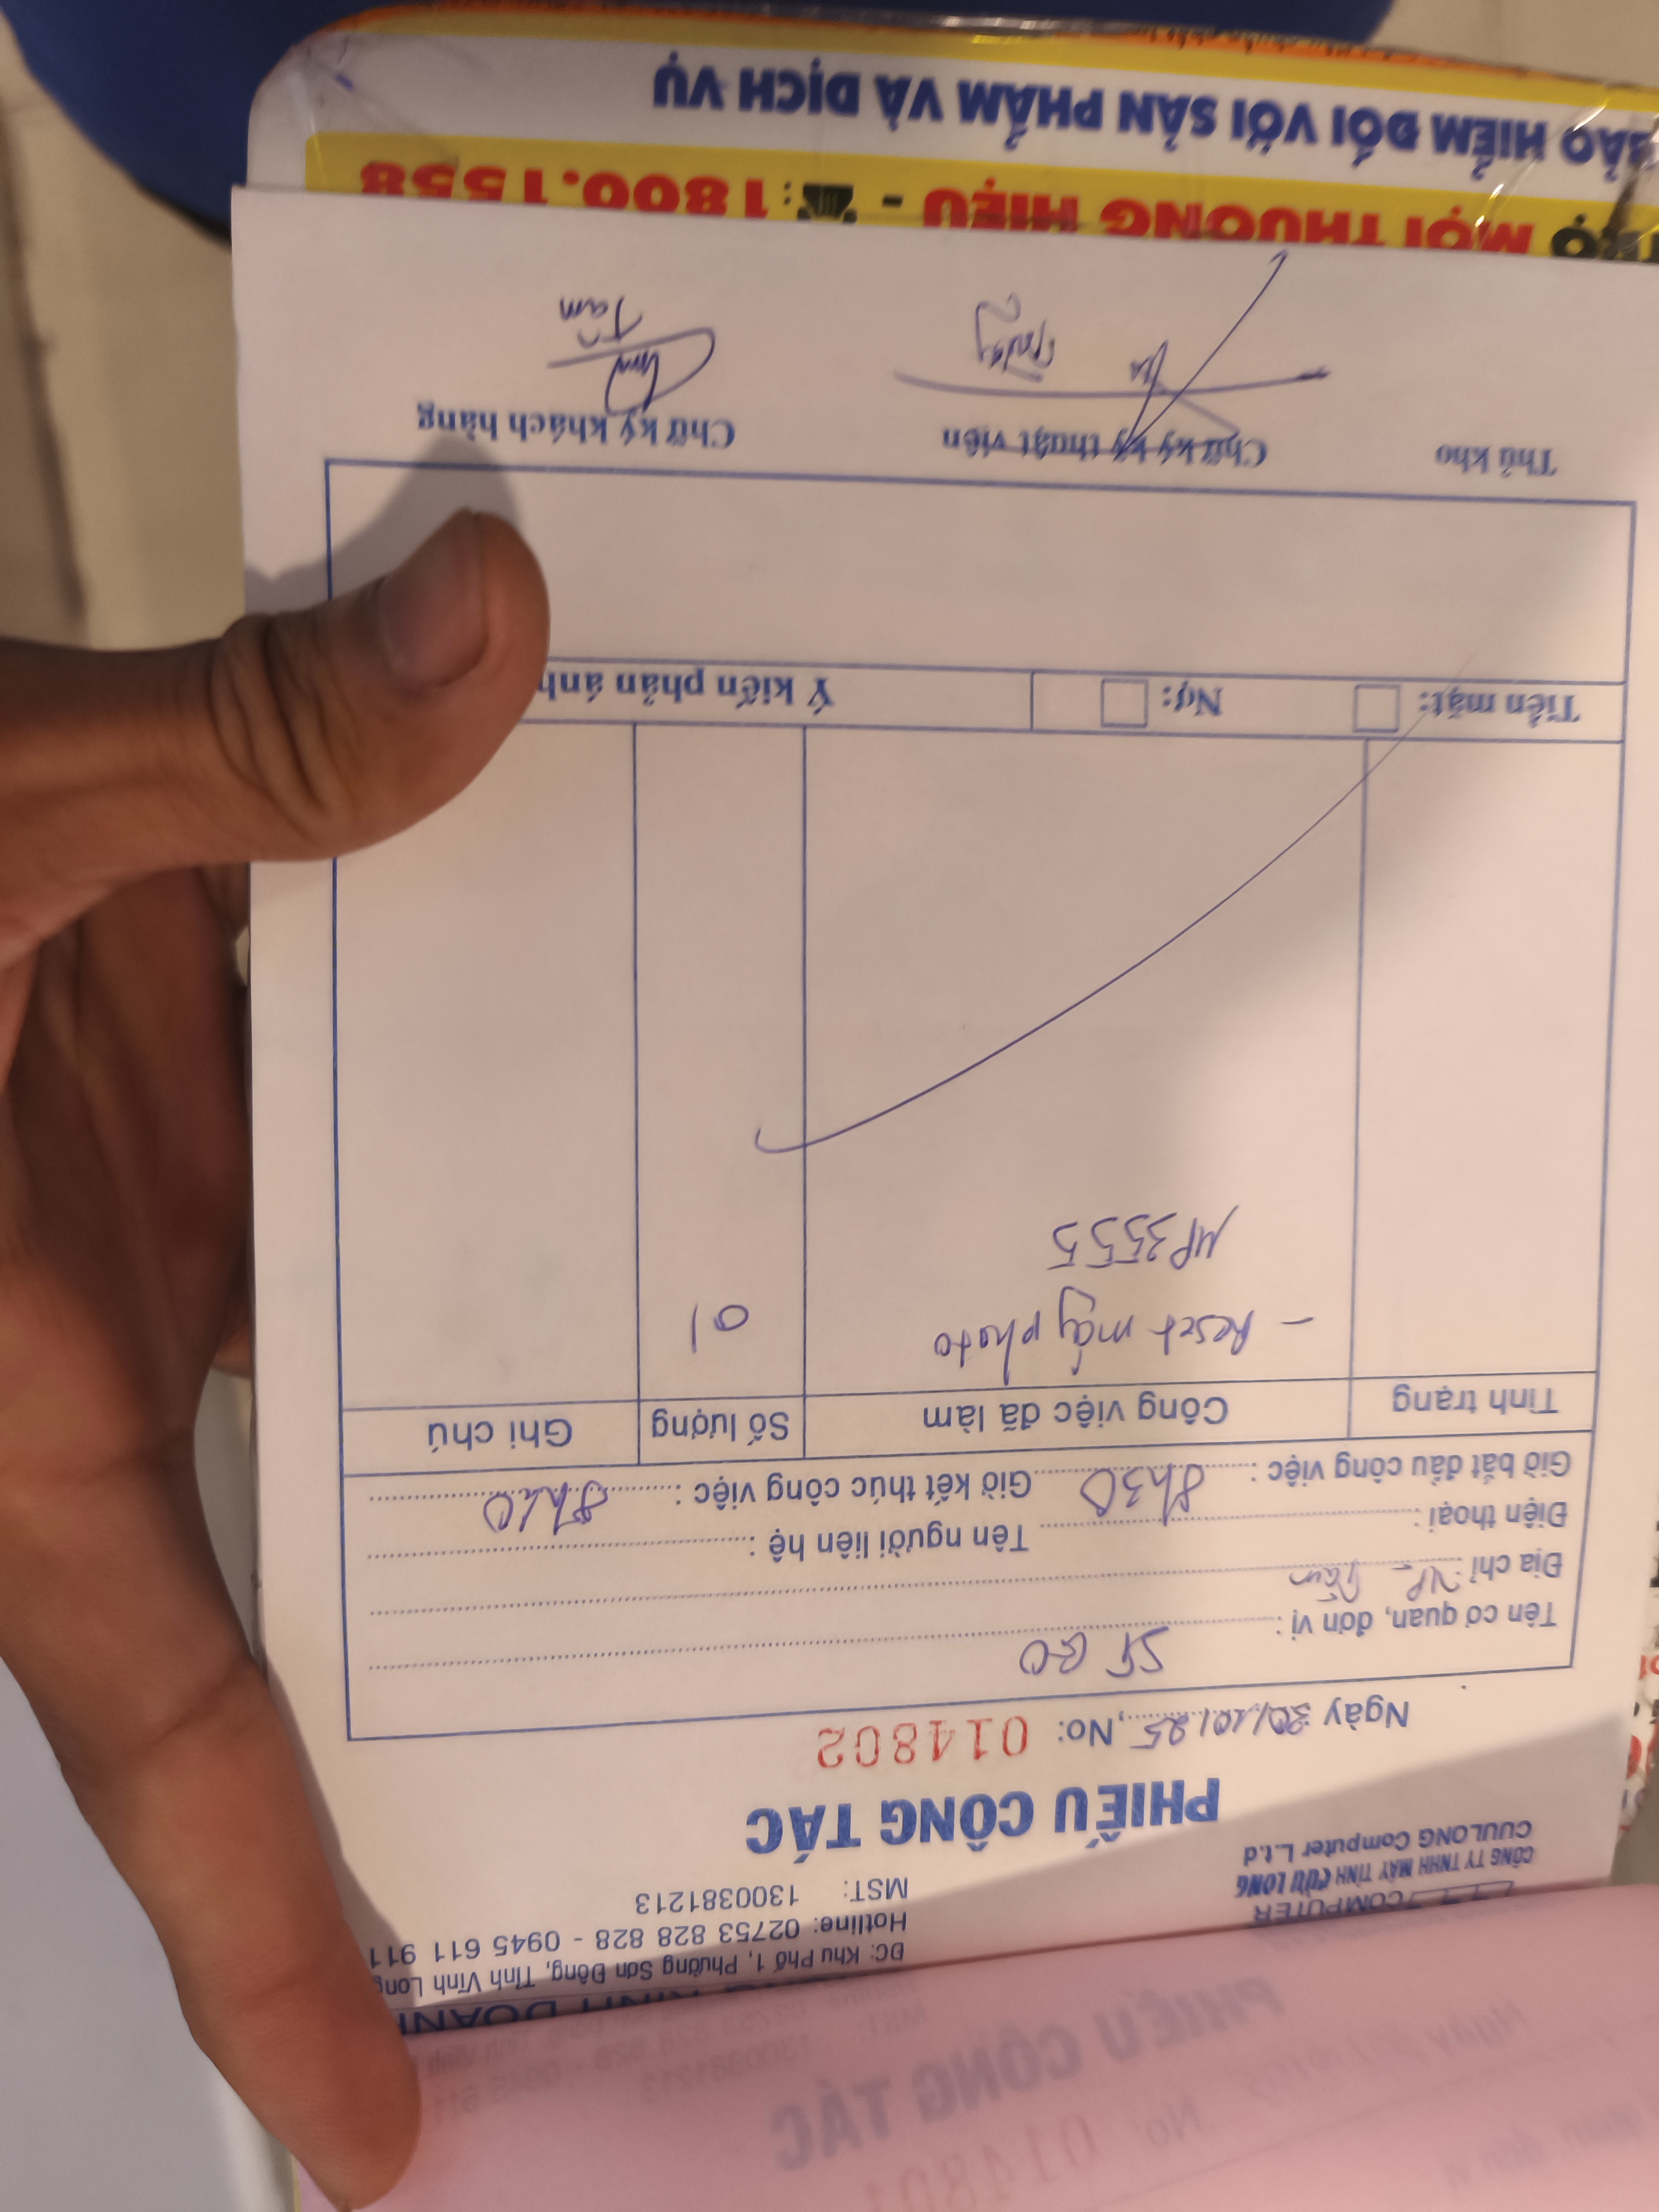 COMPUTER
CÔNG TY TNHH MÁY TÍNH CỬU LONG
CUULONG Computer L.t.d
ĐC: Khu Phố 1, Phường Sơn Đông, Tỉnh Vĩnh Long
Hotline: 02753 828 828 - 0945 611 911
MST: 1300381213
PHIẾU CÔNG TÁC
Ngày 30/10/25, No: 014802
Tên cơ quan, đơn vị:
Địa chỉ: VP
Điện thoại: Tên người liên hệ:
Giờ bắt đầu công việc: 8h30 Giờ kết thúc công việc:
Tình trạng Công việc đã làm Số lượng Ghi chú
- Reset máy photo 01
MP3555
Tiền mặt: Nợ: Ý kiến phản ánh
Thủ kho Chữ ký kỹ thuật viên Chữ ký khách hàng
Tâm
MỌI THƯƠNG HIỆU - ☎: 1800.1558
BẢO HIỂM ĐỐI VỚI SẢN PHẨM VÀ DỊCH VỤ
PHIẾU CÔNG TÁC
No: 014801